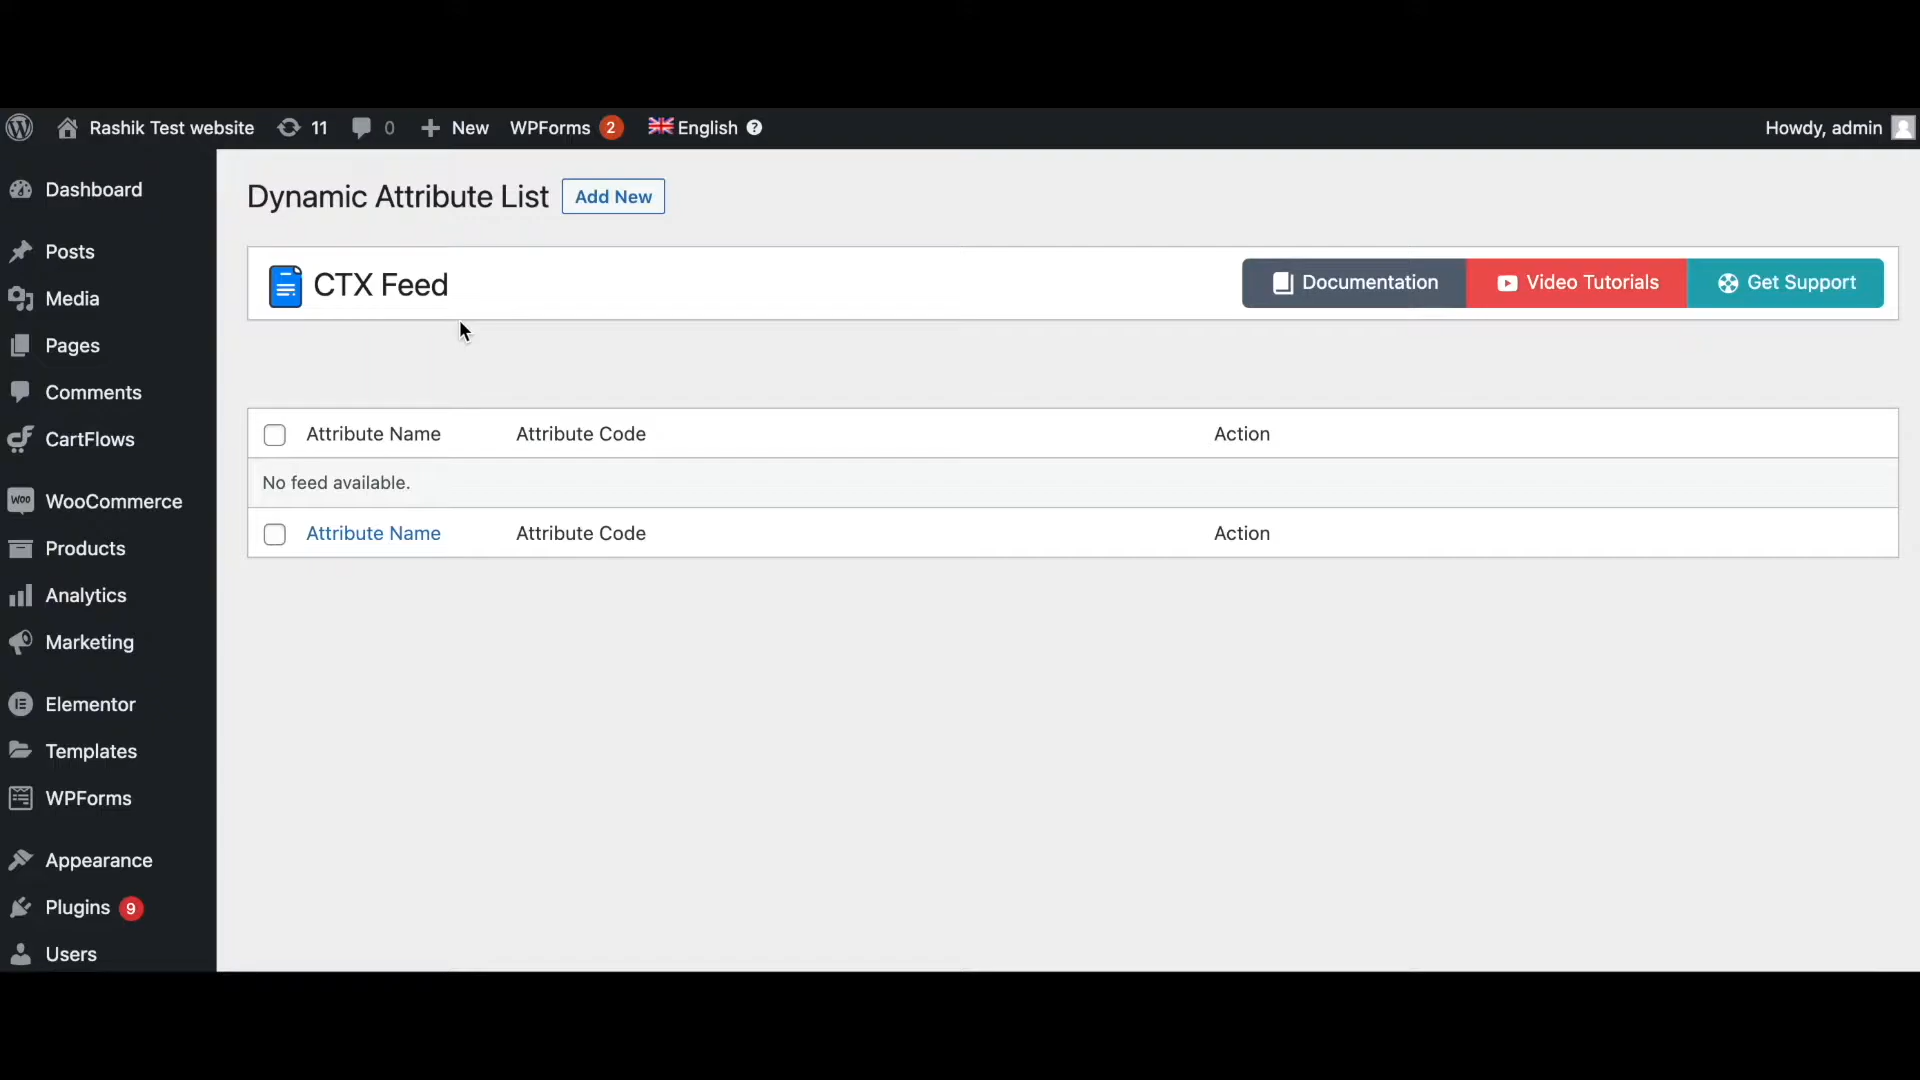 Rashik Test website 11 0 New WPForms 2 English Howdy, admin
Dashboard
Posts
Media
Pages
Comments
CartFlows
WOO WooCommerce
Products
Analytics
Marketing
Elementor
Templates
WPForms
Appearance
Plugins 9
Users
Dynamic Attribute List Add New
CTX Feed Documentation Video Tutorials Get Support
Attribute Name Attribute Code Action
No feed available.
Attribute Name Attribute Code Action